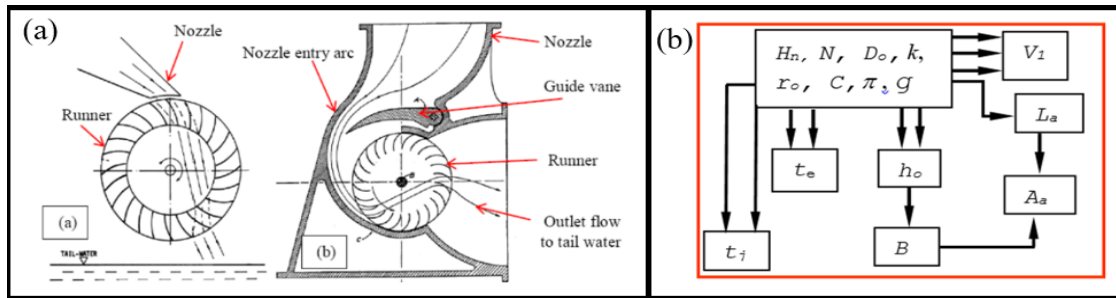 (a)
Nozzle
Runner
(a)
TAIL-WATER
Nozzle entry arc
Nozzle
Guide vane
Runner
Outlet flow
to tail water
(b)
(b)
Hn, N, Do, k,
ro, C, π, g
V1
La
te
ho
Aa
tj
B